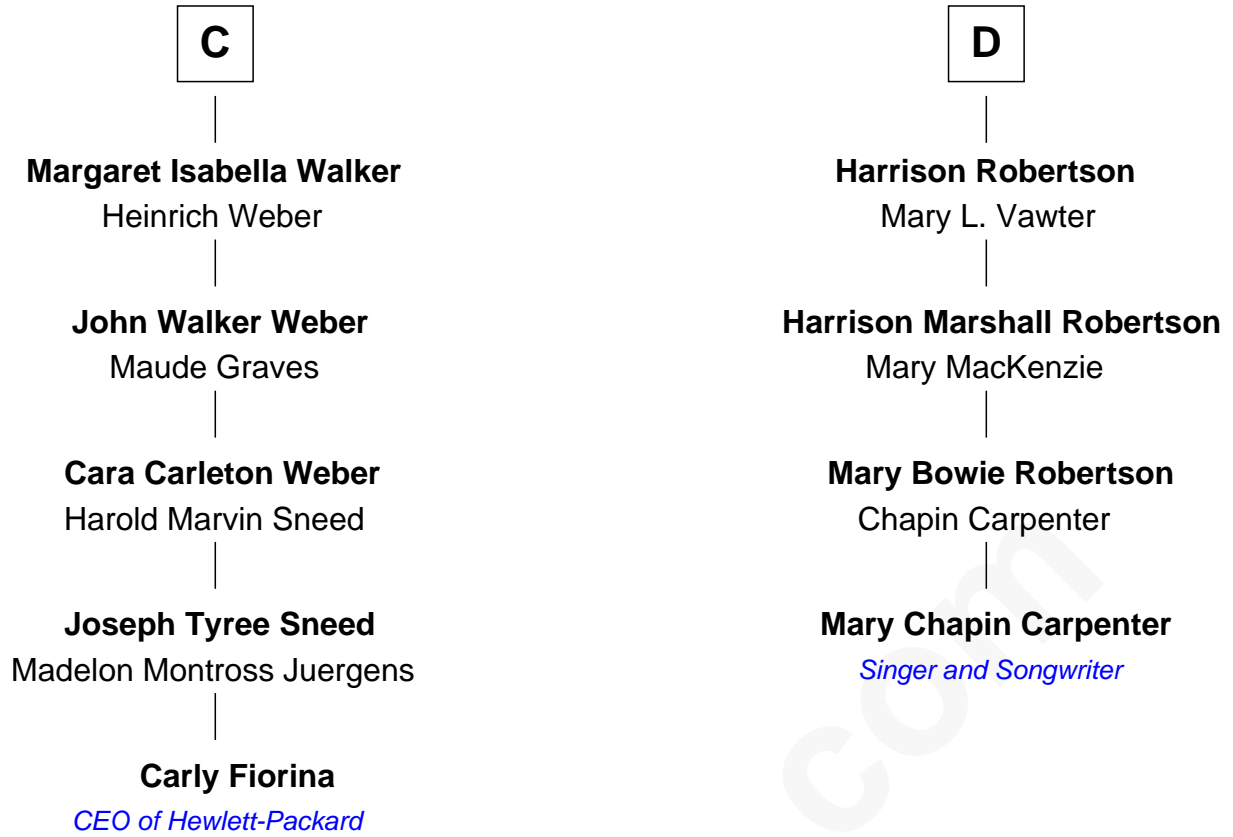 C
Margaret Isabella Walker
Heinrich Weber
John Walker Weber
Maude Graves
Cara Carleton Weber
Harold Marvin Sneed
Joseph Tyree Sneed
Madelon Montross Juergens
Carly Fiorina
CEO of Hewlett-Packard
D
Harrison Robertson
Mary L. Vawter
Harrison Marshall Robertson
Mary MacKenzie
Mary Bowie Robertson
Chapin Carpenter
Mary Chapin Carpenter
Singer and Songwriter
com